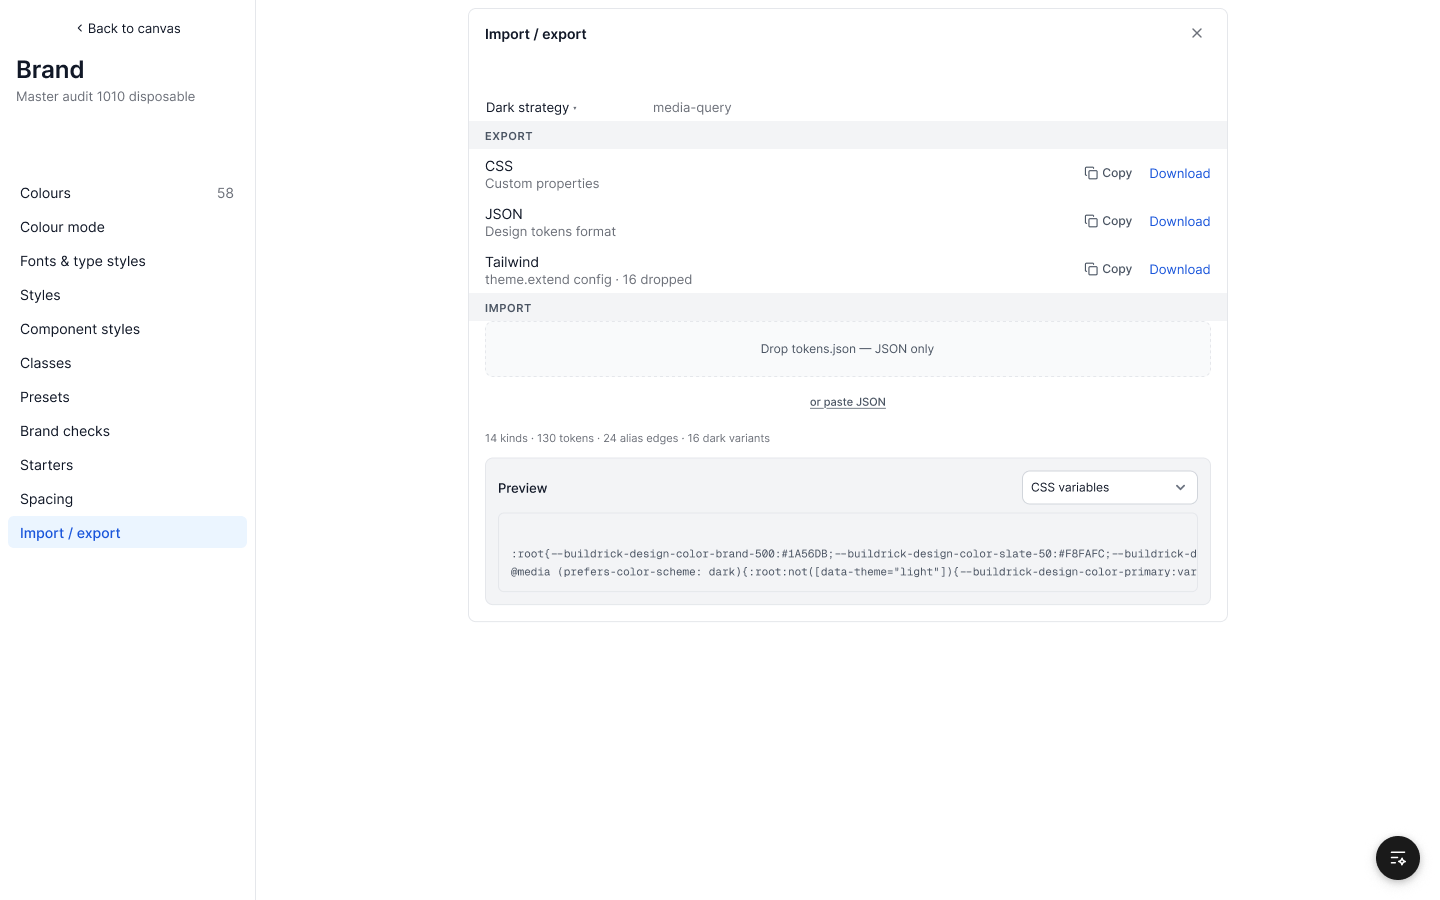 Back to canvas
Brand
Master audit 1010 disposable
Colours 58
Colour mode
Fonts & type styles
Styles
Component styles
Classes
Presets
Brand checks
Starters
Spacing
Import / export
Import / export
Dark strategy · media-query
EXPORT
CSS
Custom properties
Copy Download
JSON
Design tokens format
Copy Download
Tailwind
theme.extend config · 16 dropped
Copy Download
IMPORT
Drop tokens.json — JSON only
or paste JSON
14 kinds · 130 tokens · 24 alias edges · 16 dark variants
Preview
CSS variables
:root{--buildrick-design-color-brand-500:#1A56DB;--buildrick-design-color-slate-50:#F8FAFC;--buildrick-d
@media (prefers-color-scheme: dark){:root:not([data-theme="light"]){--buildrick-design-color-primary:var